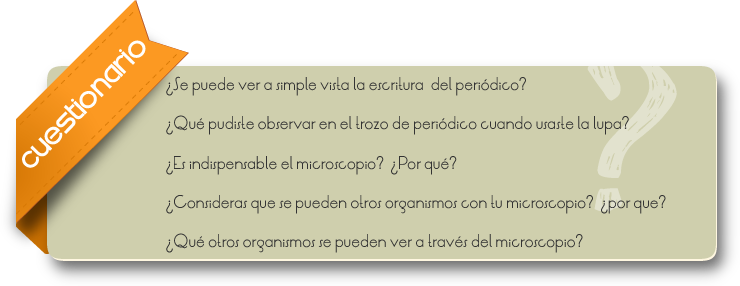 cuestionario
¿Se puede ver a simple vista la escritura del periódico?
¿Qué pudiste observar en el trozo de periódico cuando usaste la lupa?
¿Es indispensable el microscopio? ¿Por qué?
¿Consideras que se pueden otros organismos con tu microscopio? ¿por que?
¿Qué otros organismos se pueden ver a través del microscopio?